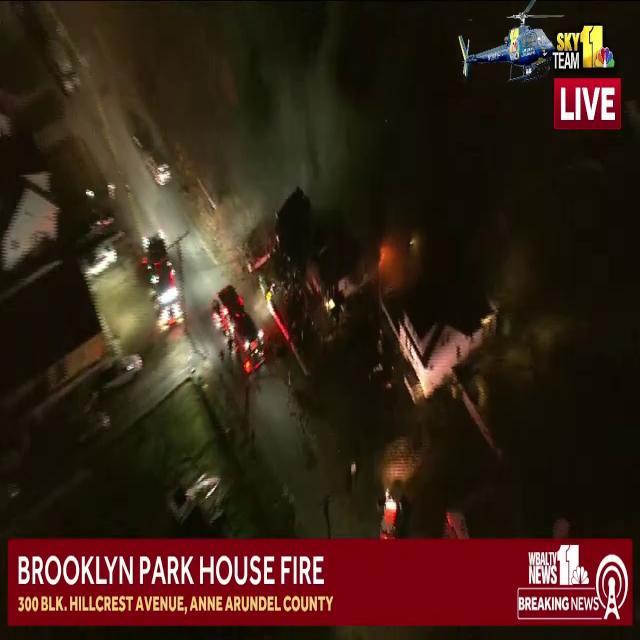 SKY
TEAM 11
LIVE
BROOKLYN PARK HOUSE FIRE
300 BLK. HILLCREST AVENUE, ANNE ARUNDEL COUNTY
WBALTV
NEWS 11
BREAKING NEWS